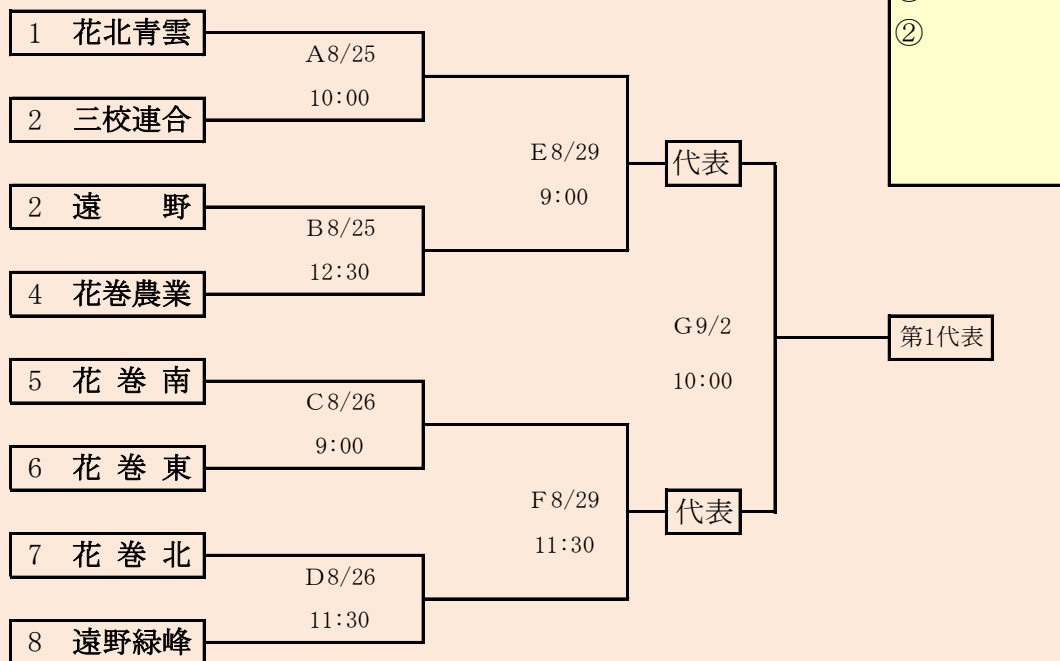 1 花北青雲
A8/25
10:00
2 三校連合
E8/29
9:00
代表
2 遠 野
B8/25
12:30
4 花巻農業
G9/2
10:00
第1代表
5 花巻南
C8/26
9:00
6 花巻東
F8/29
11:30
代表
7 花巻北
D8/26
11:30
8 遠野緑峰
②